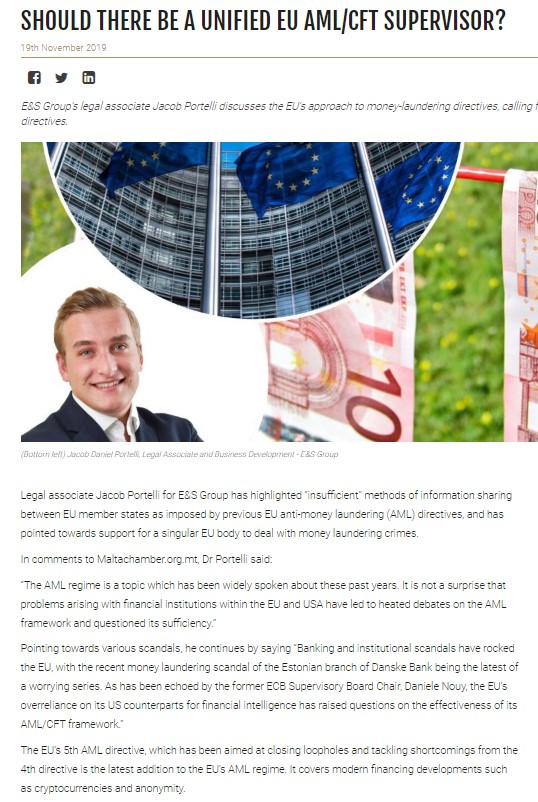 SHOULD THERE BE A UNIFIED EU AML/CFT SUPERVISOR?
19th November 2019
E&S Group's legal associate Jacob Portelli discusses the EU's approach to money-laundering directives, calling f
directives.
10
(Bottom left) Jacob Daniel Portelli, Legal Associate and Business Development - E&S Group
Legal associate Jacob Portelli for E&S Group has highlighted "insufficient" methods of information sharing
between EU member states as imposed by previous EU anti-money laundering (AML) directives, and has
pointed towards support for a singular EU body to deal with money laundering crimes.
In comments to Maltachamber.org.mt, Dr Portelli said:
"The AML regime is a topic which has been widely spoken about these past years. It is not a surprise that
problems arising with financial institutions within the EU and USA have led to heated debates on the AML
framework and questioned its sufficiency."
Pointing towards various scandals, he continues by saying "Banking and institutional scandals have rocked
the EU, with the recent money laundering scandal of the Estonian branch of Danske Bank being the latest of
a worrying series. As has been echoed by the former ECB Supervisory Board Chair, Daniele Nouy, the EU's
overreliance on its US counterparts for financial intelligence has raised questions on the effectiveness of its
AML/CFT framework."
The EU's 5th AML directive, which has been aimed at closing loopholes and tackling shortcomings from the
4th directive is the latest addition to the EU's AML regime. It covers modern financing developments such
as cryptocurrencies and anonymity.